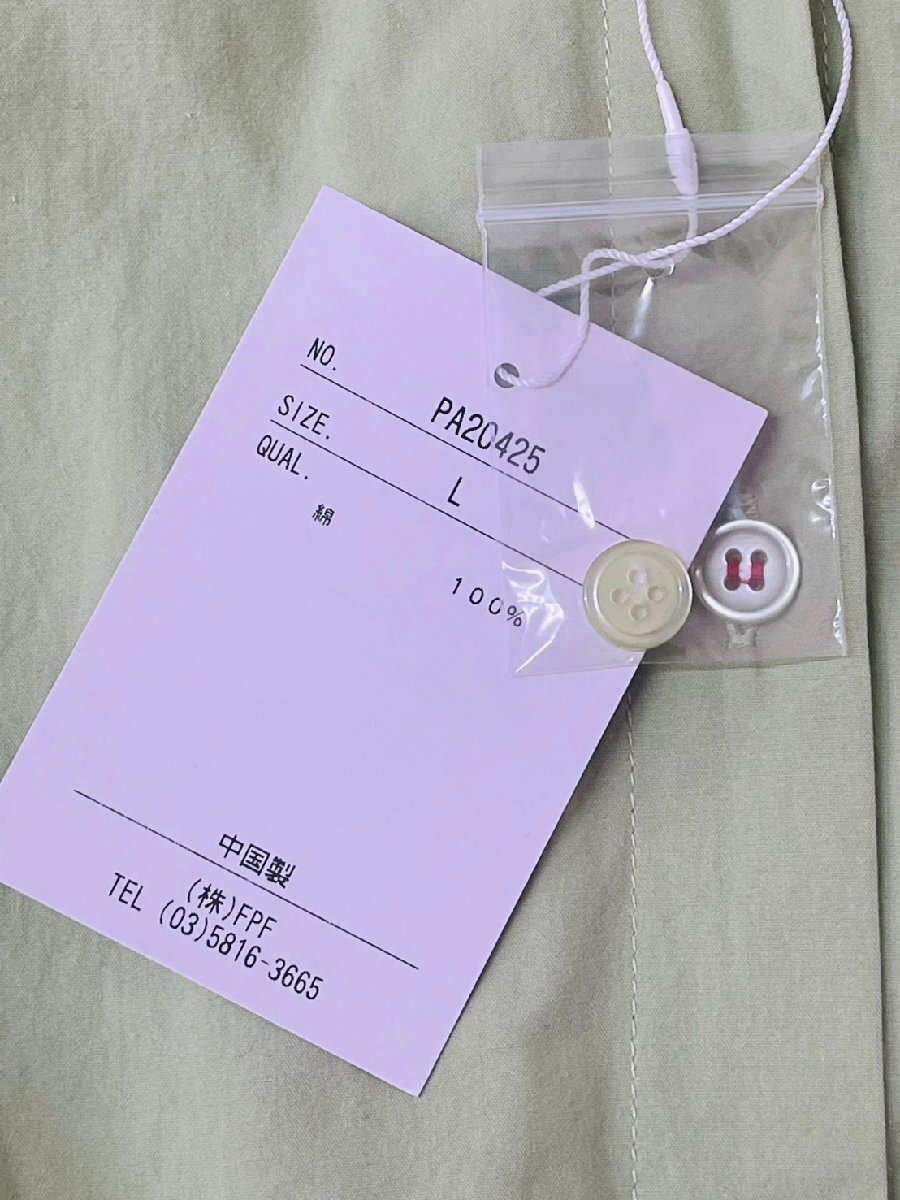 NO. PA20425
SIZE. L
QUAL.
綿 100%
中国製
(株)FPF
TEL (03)5816-3665